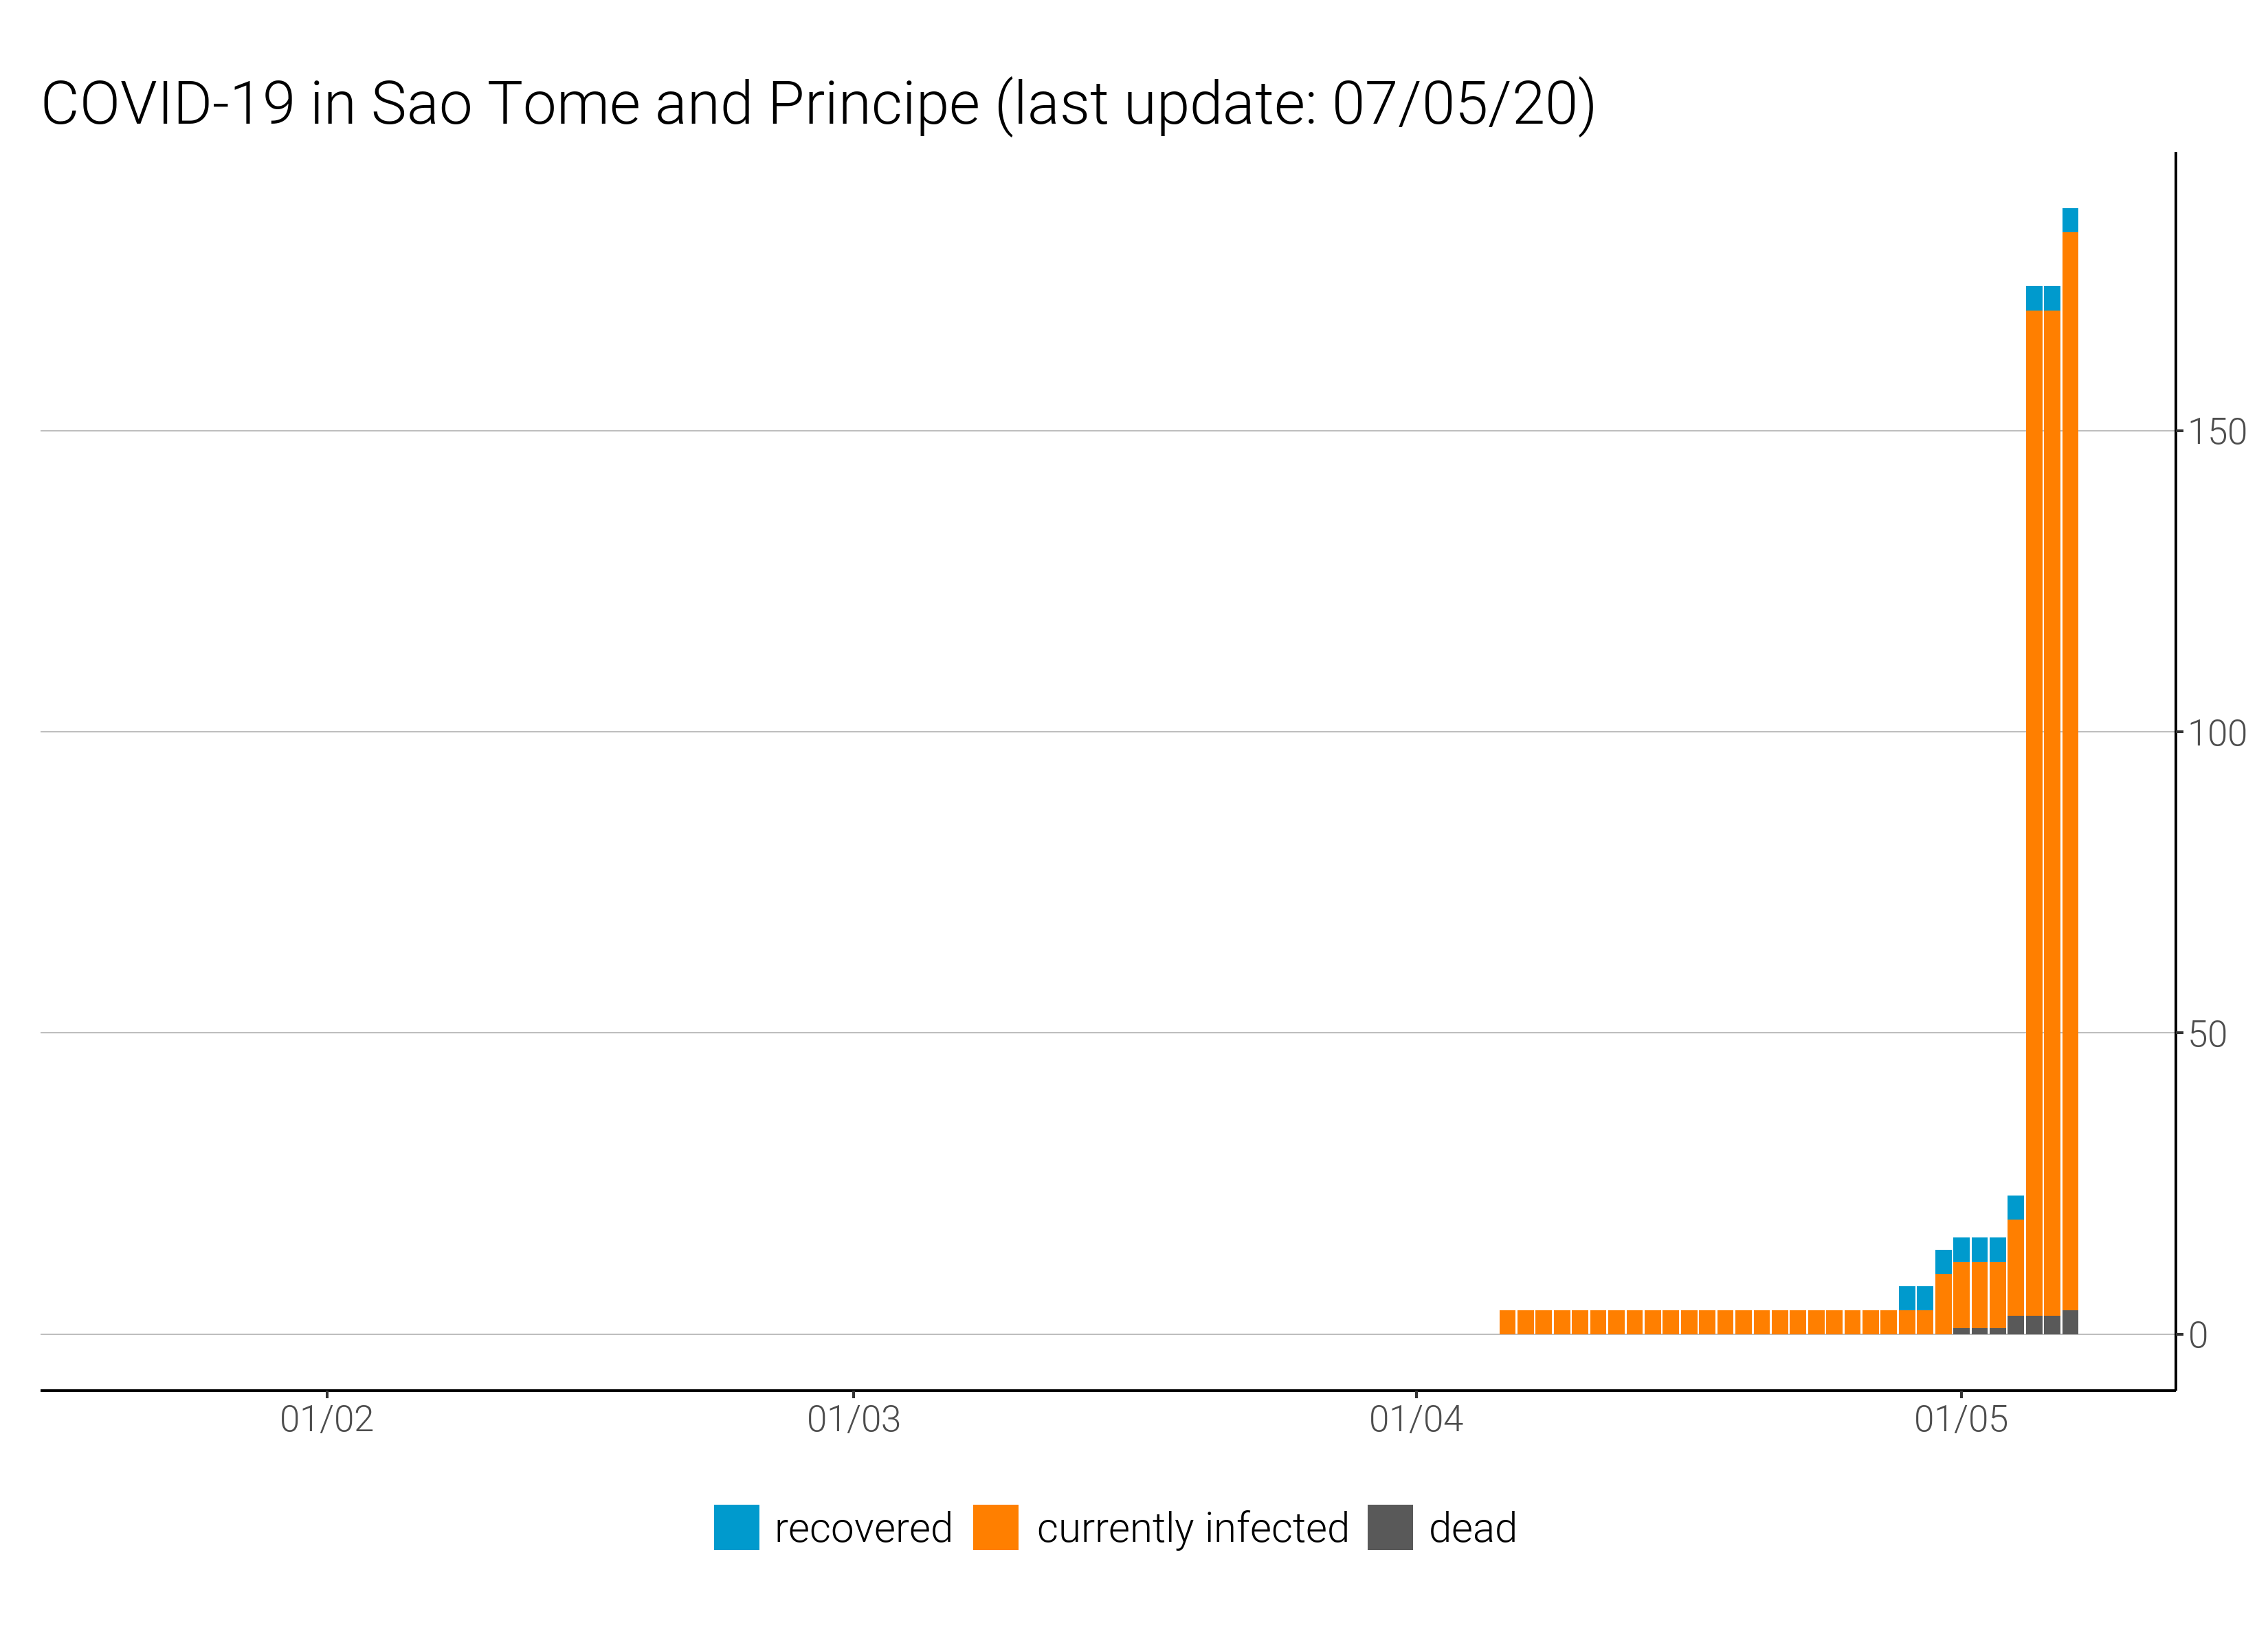 COVID-19 in Sao Tome and Principe (last update: 07/05/20)
150
100
50
0
01/02 01/03 01/04 01/05
recovered currently infected dead